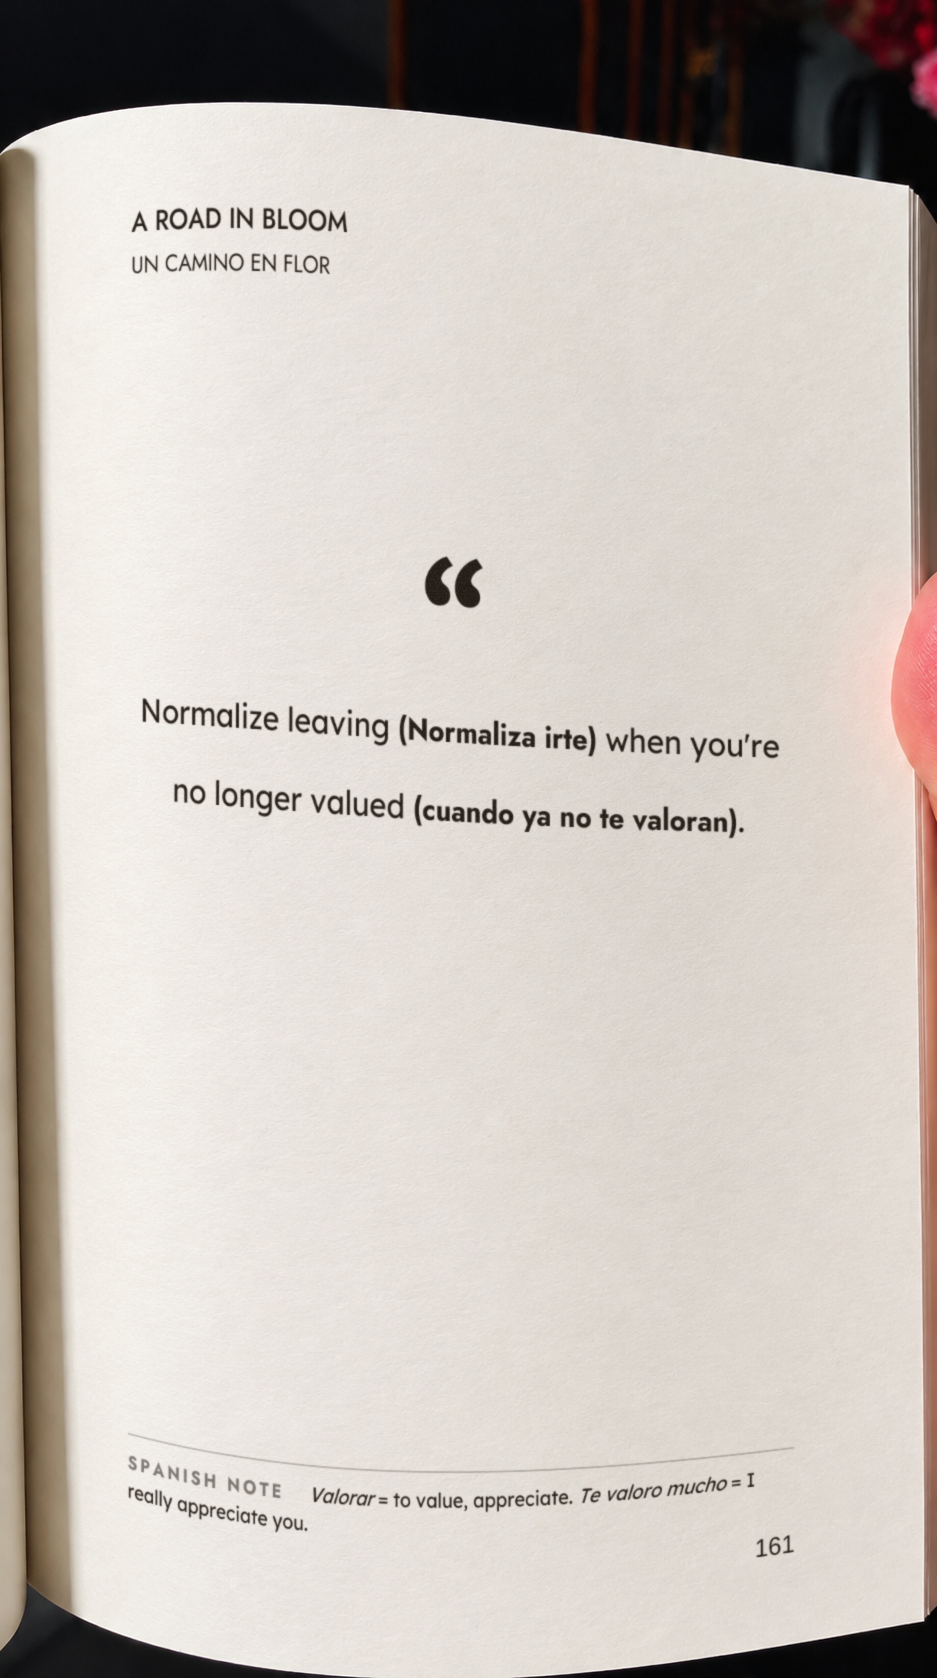 A ROAD IN BLOOM
UN CAMINO EN FLOR
“
Normalize leaving (Normaliza irte) when you're
no longer valued (cuando ya no te valoran).
SPANISH NOTE Valorar = to value, appreciate. Te valoro mucho = I
really appreciate you.
161